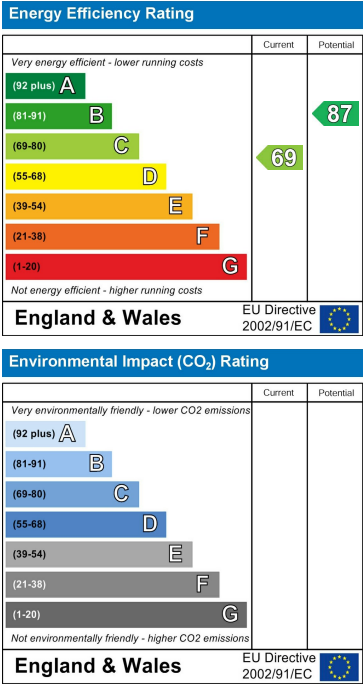 Energy Efficiency Rating
Current Potential
Very energy efficient - lower running costs
(92 plus) A
(81-91) B
87
(69-80) C
69
(55-68) D
(39-54) E
(21-38) F
(1-20) G
Not energy efficient - higher running costs
England & Wales
EU Directive
2002/91/EC
Environmental Impact (CO₂) Rating
Current Potential
Very environmentally friendly - lower CO2 emissions
(92 plus) A
(81-91) B
(69-80) C
(55-68) D
(39-54) E
(21-38) F
(1-20) G
Not environmentally friendly - higher CO2 emissions
England & Wales
EU Directive
2002/91/EC